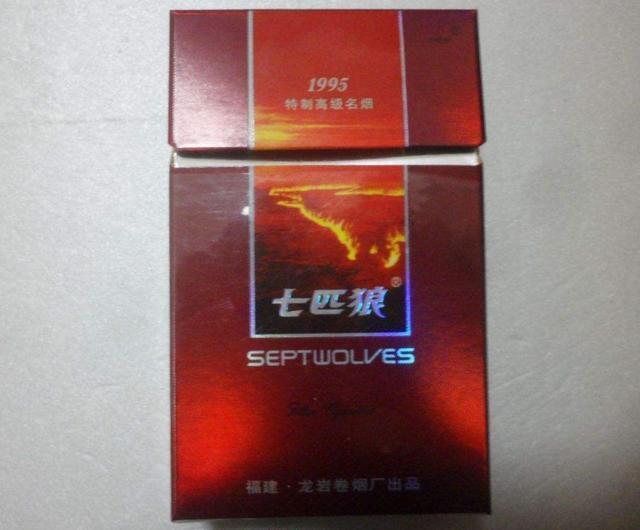 1995
特制高级名烟
七匹狼®
SEPTWOLVES
福建·龙岩卷烟厂出品